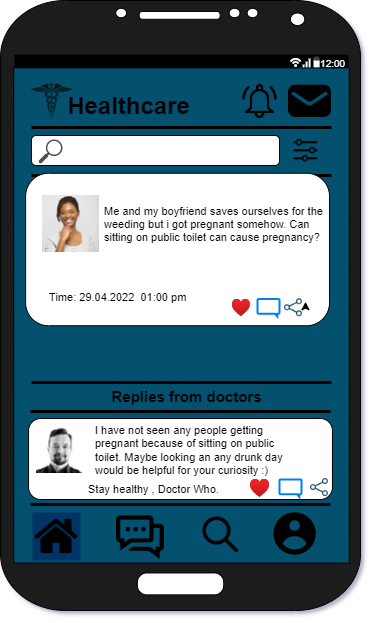 12:00
Healthcare
Me and my boyfriend saves ourselves for the
weeding but i got pregnant somehow. Can
sitting on public toilet can cause pregnancy?
Time: 29.04.2022 01:00 pm
Replies from doctors
I have not seen any people getting
pregnant because of sitting on public
toilet. Maybe looking an any drunk day
would be helpful for your curiosity :)
Stay healthy , Doctor Who.